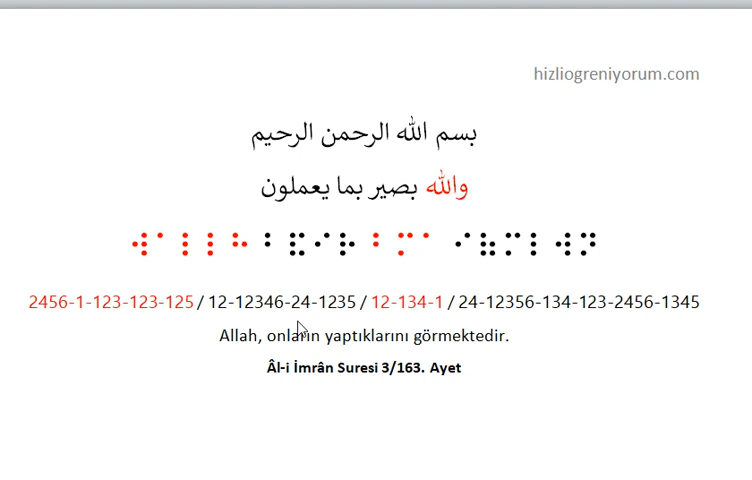 hizliogreniyorum.com
بسم الله الرحمن الرحيم
والله بصير بما يعملون
⠺⠁⠇⠇⠓ ⠃⠯⠊⠗ ⠃⠍⠁ ⠊⠷⠍⠇⠺⠝
2456-1-123-123-125 / 12-12346-24-1235 / 12-134-1 / 24-12356-134-123-2456-1345
Allah, onların yaptıklarını görmektedir.
Âl-i İmrân Suresi 3/163. Ayet